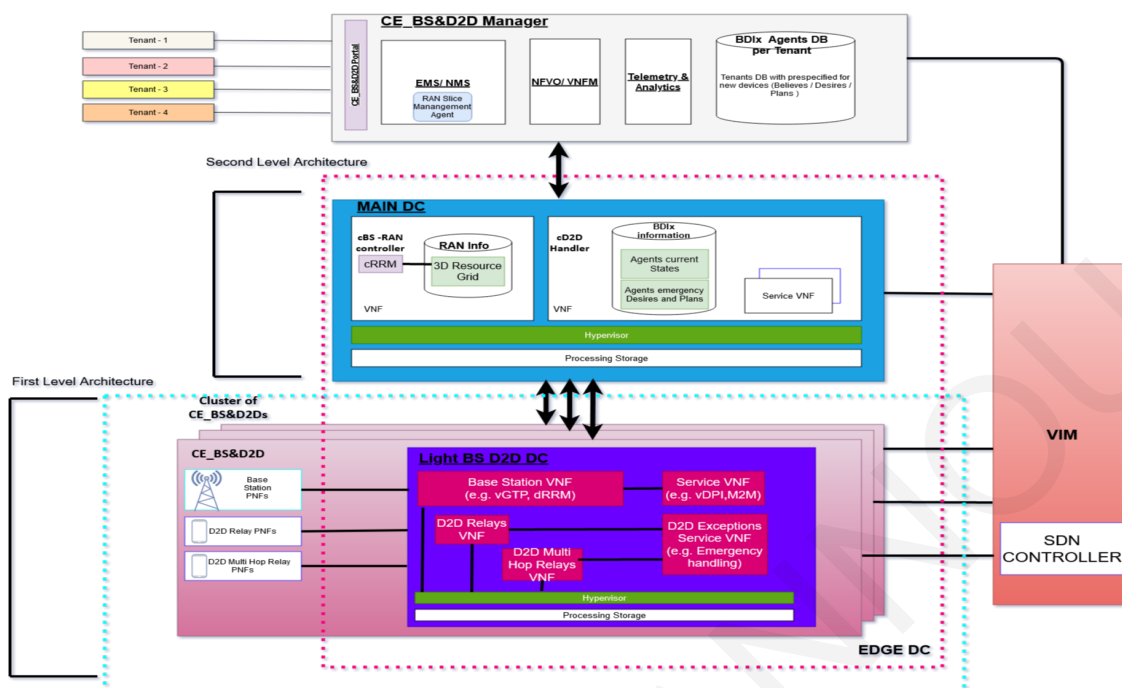 CE_BS&D2D Manager
Tenant - 1
Tenant - 2
Tenant - 3
Tenant - 4
CE_BS&D2D Portal
EMS/ NMS
RAN Slice
Manangement
Agent
NFVO/ VNFM
Telemetry &
Analytics
BDIx Agents DB
per Tenant
Tenants DB with prespecified for
new devices (Believes / Desires /
Plans )
Second Level Architecture
MAIN DC
cBS -RAN
controller
cRRM
VNF
RAN Info
3D Resource
Grid
cD2D
Handler
VNF
BDIx
information
Agents current
States
Agents emergency
Desires and Plans
Service VNF
Hypervisor
Processing Storage
First Level Architecture
Cluster of
CE_BS&D2Ds
CE_BS&D2D
Base
Station
PNFs
D2D Relay PNFs
D2D Multi Hop Relay
PNFs
Light BS D2D DC
Base Station VNF
(e.g. vGTP, dRRM)
Service VNF
(e.g. vDPI,M2M)
D2D Relays
VNF
D2D Multi
Hop Relays
VNF
D2D Exceptions
Service VNF
(e.g. Emergency
handling)
Hypervisor
Processing Storage
EDGE DC
VIM
SDN
CONTROLLER